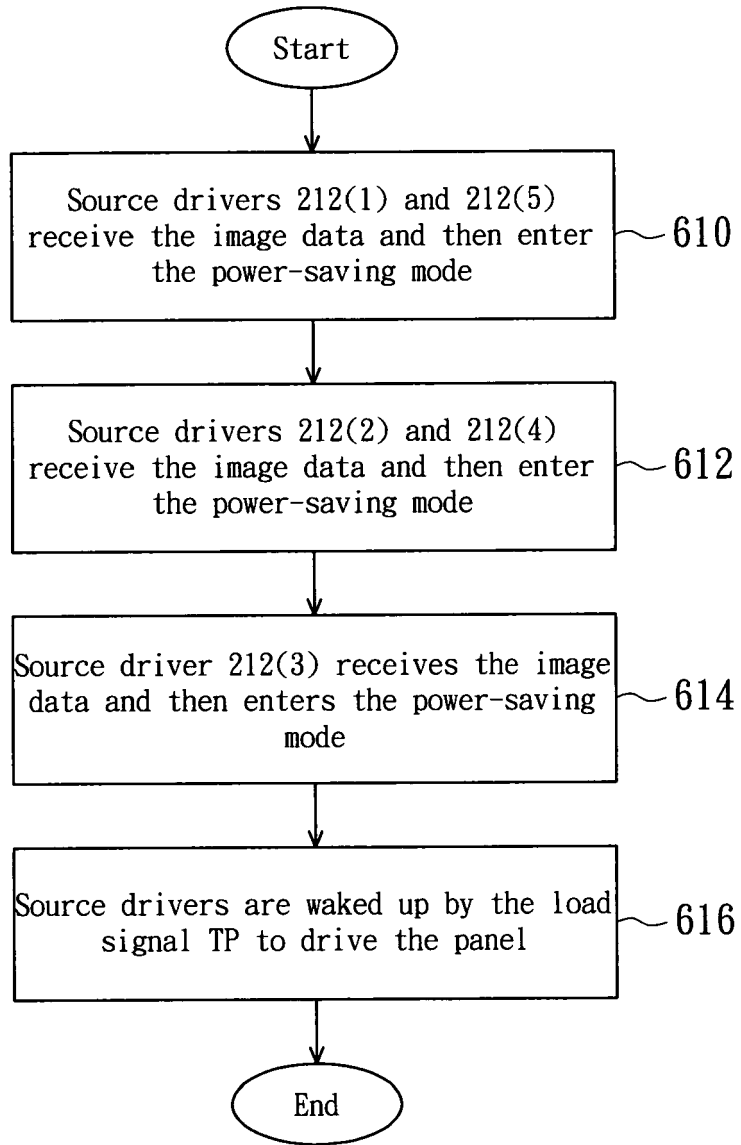 Start
Source drivers 212(1) and 212(5)
receive the image data and then enter
the power-saving mode
610
Source drivers 212(2) and 212(4)
receive the image data and then enter
the power-saving mode
612
Source driver 212(3) receives the image
data and then enters the power-saving
mode
614
Source drivers are waked up by the load
signal TP to drive the panel
616
End